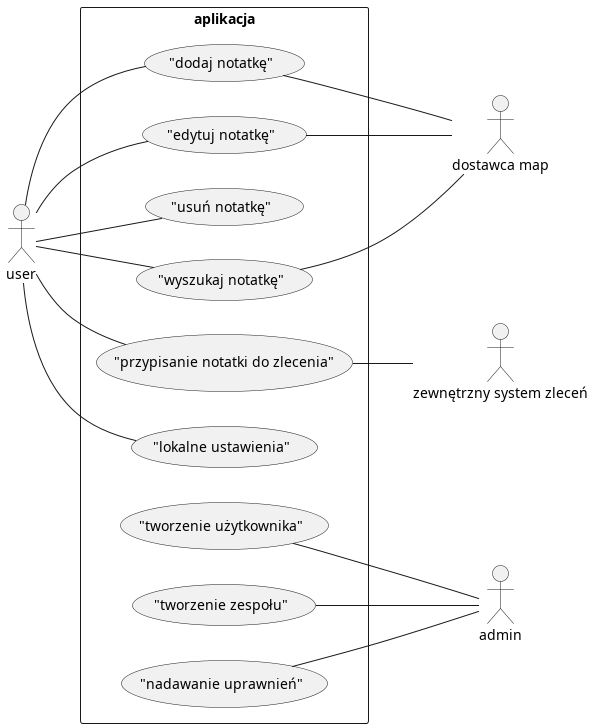 aplikacja
"dodaj notatkę"
"edytuj notatkę"
dostawca map
"usuń notatkę"
user
"wyszukaj notatkę"
"przypisanie notatki do zlecenia"
zewnętrzny system zleceń
"lokalne ustawienia"
"tworzenie użytkownika"
"tworzenie zespołu"
admin
"nadawanie uprawnień"